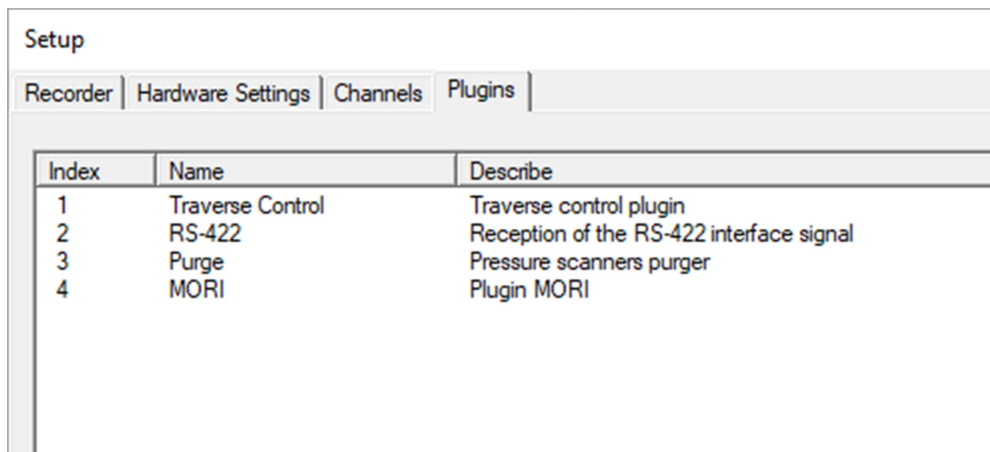 Setup
Recorder Hardware Settings Channels Plugins
Index Name Describe
1 Traverse Control Traverse control plugin
2 RS-422 Reception of the RS-422 interface signal
3 Purge Pressure scanners purger
4 MORI Plugin MORI